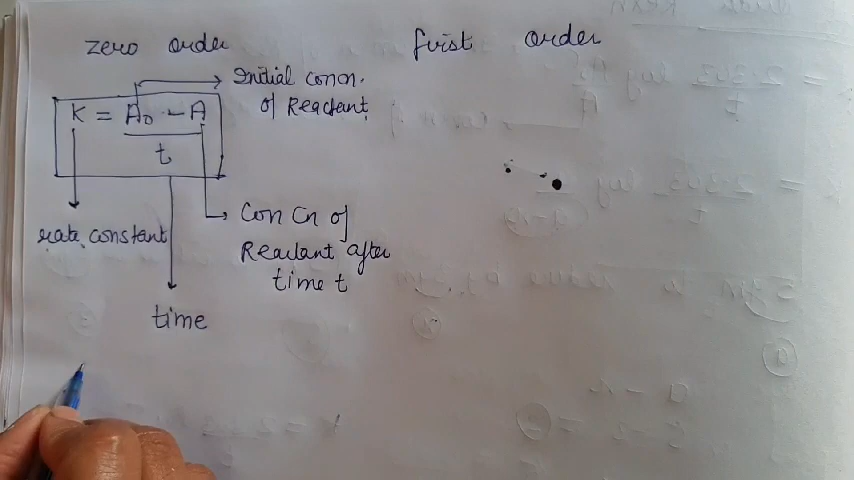 zero order
first order
K = A₀ - A
t
Initial concn.
of Reactant
rate constant
Con Cn of
Reactant after
time t
time